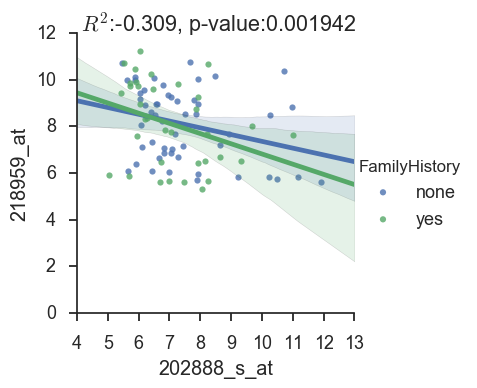 R²:-0.309, p-value:0.001942
12
10
8
6
4
2
0
218959_at
4 5 6 7 8 9 10 11 12 13
202888_s_at
FamilyHistory
none
yes